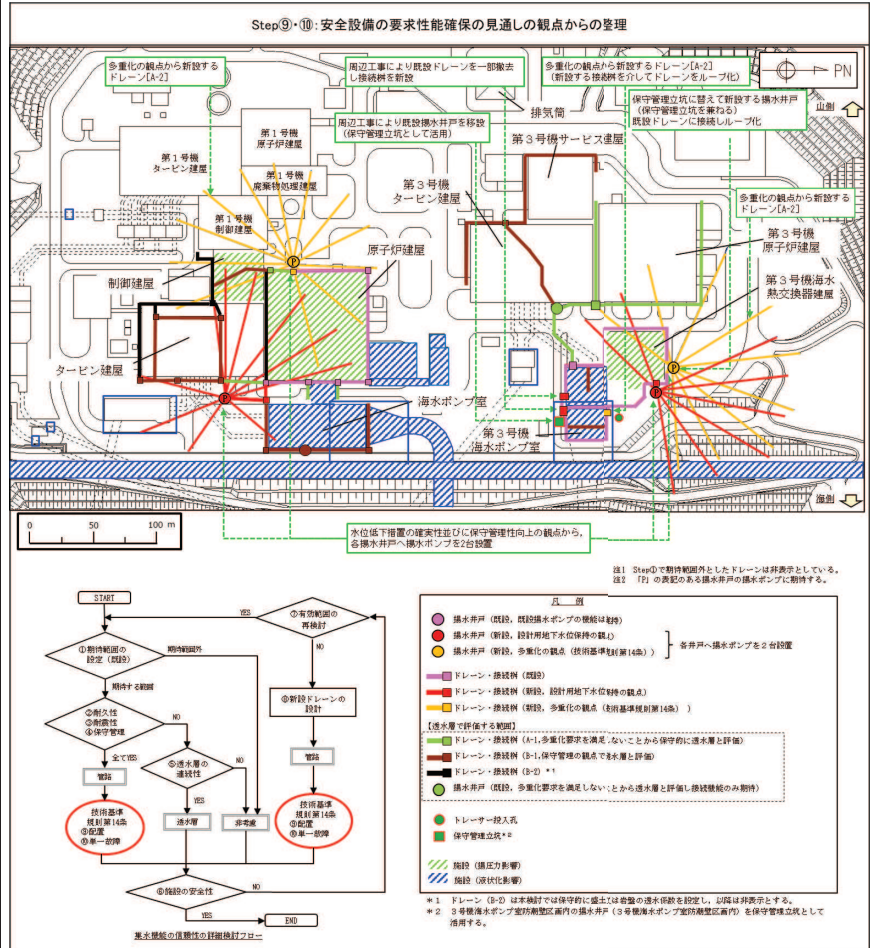 Step⑨・⑩：安全設備の要求性能確保の見通しの観点からの整理
多重化の観点から新設する
ドレーン[A-2]
周辺工事により既設ドレーンを一部撤去
し接続桝を新設
多重化の観点から新設するドレーン[A-2]
（新設する接続桝を介してドレーンをループ化）
PN
山側
周辺工事により既設揚水井戸を移設
（保守管理立坑として活用）
排気筒
保守管理立坑に替えて新設する揚水井戸
（保守管理立坑を兼ねる）
既設ドレーンに接続しループ化
第1号機
原子炉建屋
第1号機
タービン建屋
第1号機
廃棄物処理建屋
第1号機
制御建屋
第3号機サービス建屋
第3号機
タービン建屋
多重化の観点から新設する
ドレーン[A-2]
原子炉建屋
第3号機
原子炉建屋
制御建屋
第3号機海水
熱交換器建屋
タービン建屋
P
P
P
P
海水ポンプ室
第3号機
海水ポンプ室
海側
0 50 100 m
水位低下措置の確実性並びに保守管理性向上の観点から，
各揚水井戸へ揚水ポンプを2台設置
注1 Step①で期待範囲外としたドレーンは非表示としている。
注2 「P」の表記のある揚水井戸の揚水ポンプに期待する。
START
YES
⑦有効範囲の
再検討
①期待範囲の
設定（既設）
期待範囲外
NO
期待する範囲
⑧新設ドレーンの
設計
②耐久性
③耐震性
④保守管理
NO
全てYES
⑤透水層の
連続性
NO
管路
管路
YES
技術基準
規則第14条
⑨配置
⑩単一故障
透水層
非考慮
技術基準
規則第14条
⑨配置
⑩単一故障
⑥施設の安全性
NO
YES
END
集水機能の信頼性の詳細検討フロー
凡 例
揚水井戸（既設，既設揚水ポンプの機能は
揚水井戸（新設，設計用地下水位保持の観
揚水井戸（新設，多重化の観点（技術基準規則第14条））
各井戸へ揚水ポンプを2台設置
ドレーン・接続桝（既設）
ドレーン・接続桝（新設，設計用地下水位保持の観点）
ドレーン・接続桝（新設，多重化の観点（技術基準規則第14条） ）
【透水層で評価する範囲】
ドレーン・接続桝（A-1,多重化要求を満足 ないことから保守的に透水層と評価）
ドレーン・接続桝（B-1,保守管理の観点で 水層と評価）
ドレーン・接続桝（B-2）＊1
揚水井戸（既設，多重化要求を満足しない とから透水層と評価し接続機能のみ期待）
トレーサー投入孔
保守管理立坑＊2
施設（揚圧力影響）
施設（液状化影響）
＊1 ドレーン（B-2）は本検討では保守的に盛土 は岩盤の透水係数を設定し，以降は非表示とする。
＊2 3号機海水ポンプ室防潮壁区画内の揚水井戸（3号機海水ポンプ室防潮壁区画内）を保守管理立坑として
活用する。